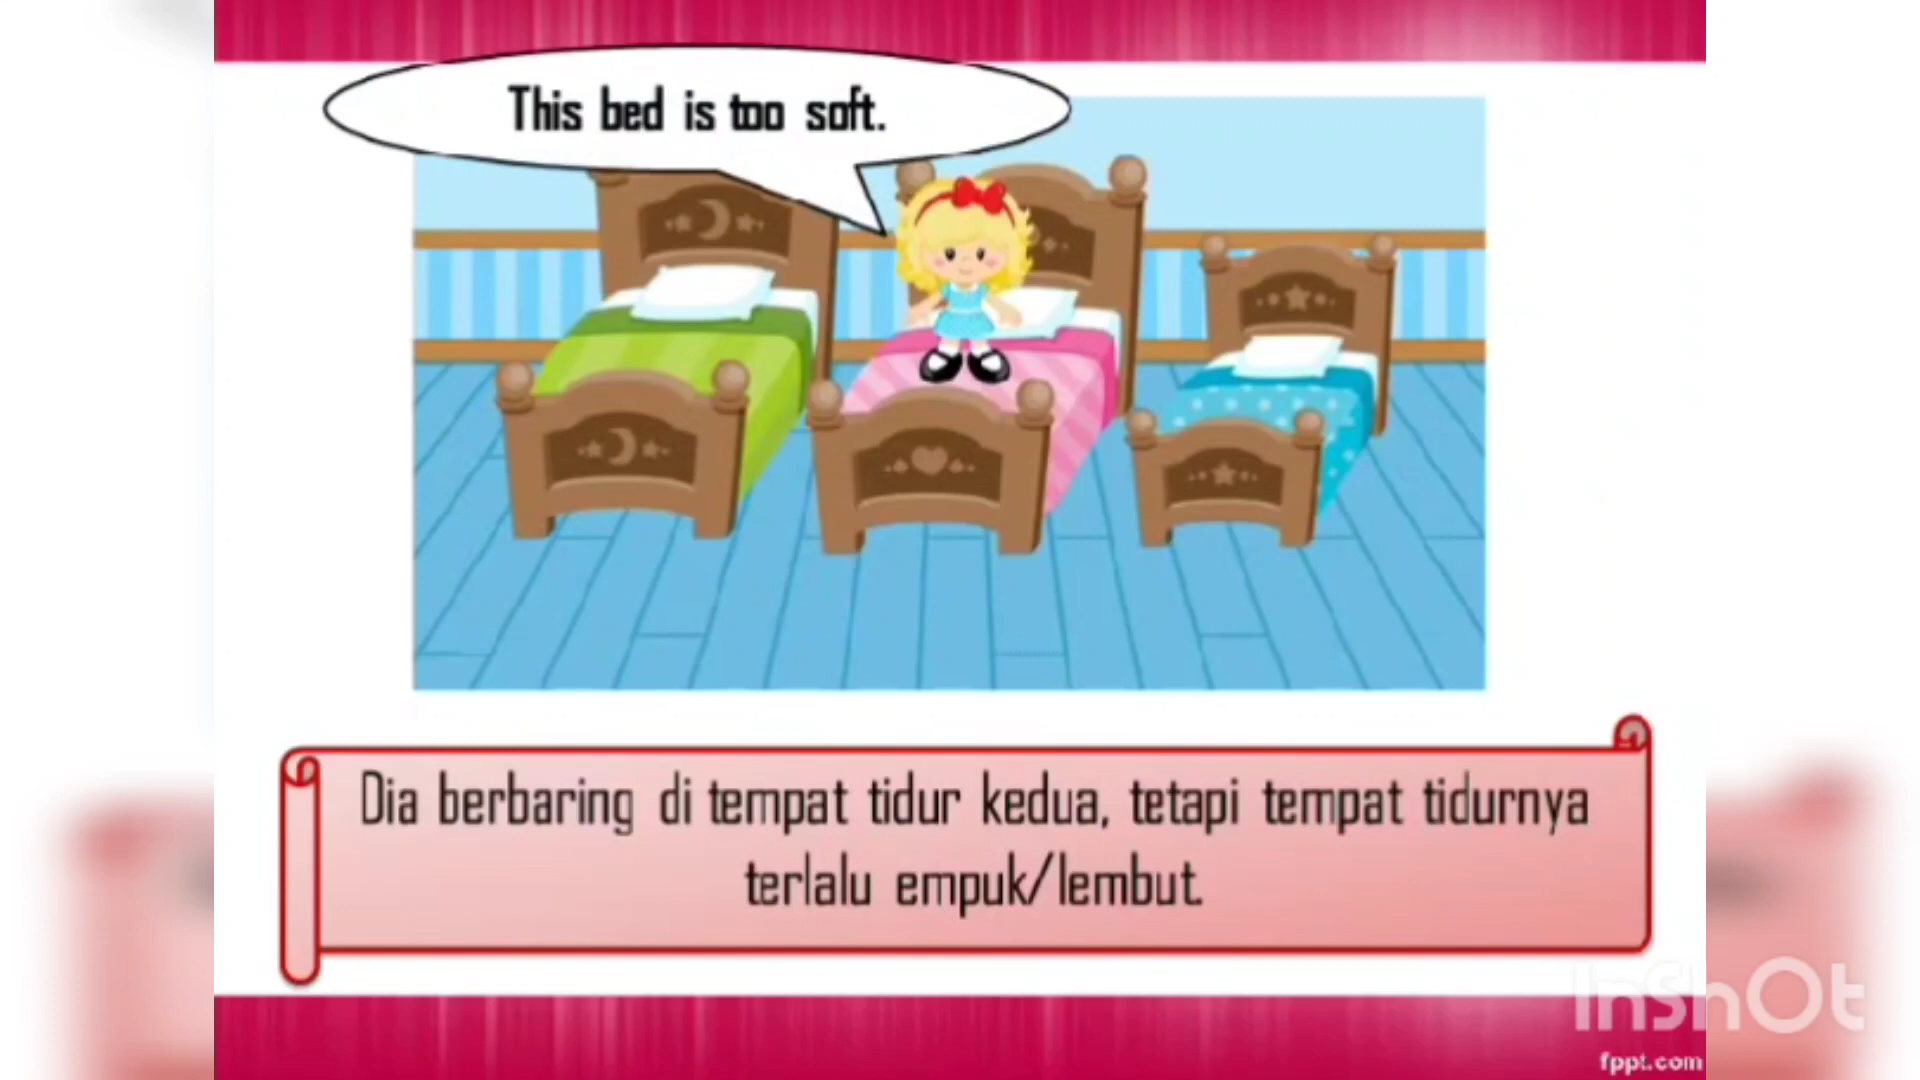 This bed is too soft.
Dia berbaring di tempat tidur kedua, tetapi tempat tidurnya
terlalu empuk/lembut.
InShOt
fppt.com